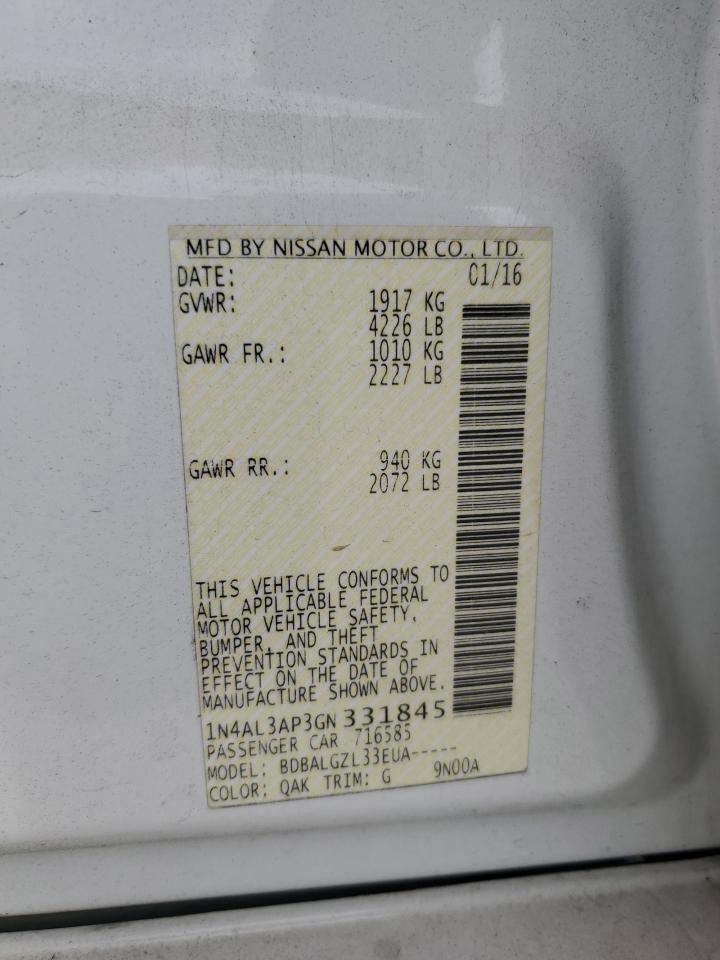 MFD BY NISSAN MOTOR CO., LTD.
DATE: 01/16
GVWR: 1917 KG
4226 LB
GAWR FR.: 1010 KG
2227 LB
GAWR RR.: 940 KG
2072 LB
THIS VEHICLE CONFORMS TO
ALL APPLICABLE FEDERAL
MOTOR VEHICLE SAFETY,
BUMPER, AND THEFT
PREVENTION STANDARDS IN
EFFECT ON THE DATE OF
MANUFACTURE SHOWN ABOVE.
1N4AL3AP3GN331845
PASSENGER CAR 716585
MODEL: BDBALGZL33EUA-----
COLOR: QAK TRIM: G 9N00A